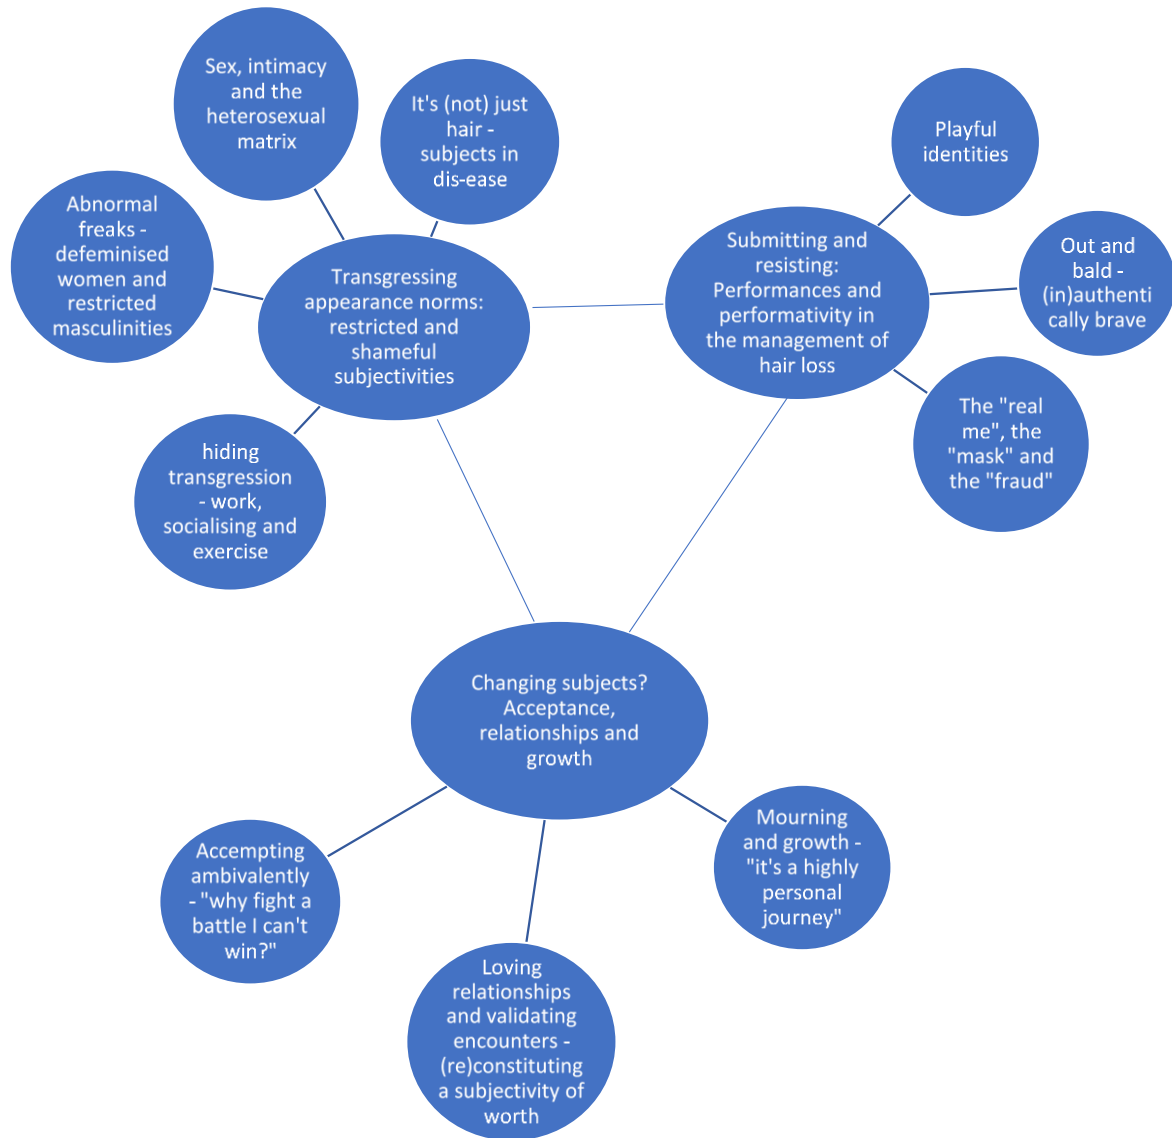 Sex, intimacy
and the
heterosexual
matrix
It's (not) just
hair -
subjects in
dis-ease
Abnormal
freaks -
defeminised
women and
restricted
masculinities
Transgressing
appearance norms:
restricted and
shameful
subjectivities
hiding
transgression
- work,
socialising and
exercise
Playful
identities
Submitting and
resisting:
Performances and
performativity in
the management of
hair loss
Out and
bald -
(in)authenti
cally brave
The "real
me", the
"mask" and
the "fraud"
Changing subjects?
Acceptance,
relationships and
growth
Accempting
ambivalently
- "why fight a
battle I can't
win?"
Loving
relationships
and validating
encounters -
(re)constituting
a subjectivity of
worth
Mourning
and growth -
"it's a highly
personal
journey"